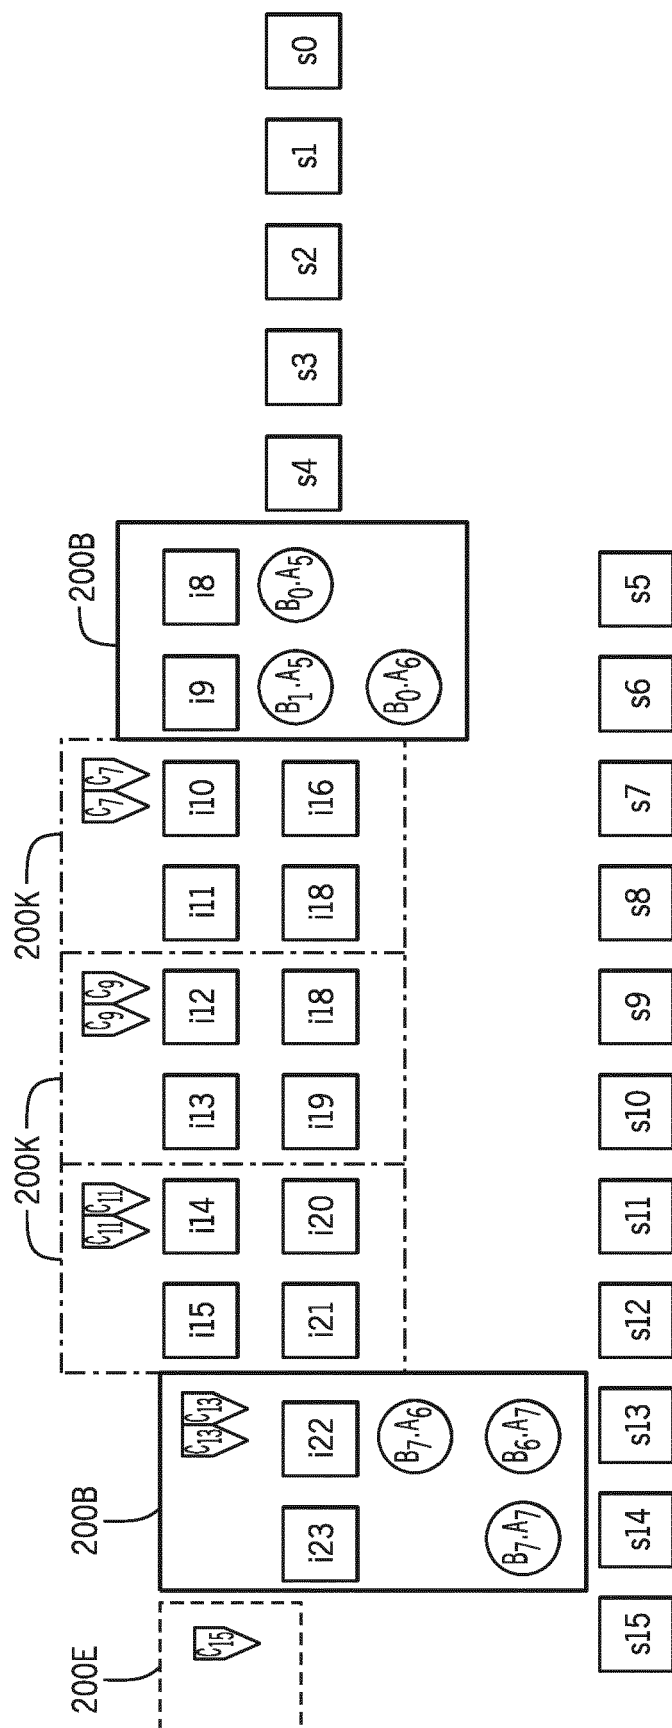 200K 200K
200E 200B 200B
C11 C11 C9 C9 C7 C7
C15 C13 C13 i15 i14 i13 i12 i11 i10 i9 i8
i23 i22 i21 i20 i19 i18 i18 i16 B1.A5 B0.A5 s4 s3 s2 s1 s0
B7.A6 B0.A6
B7.A7 B6.A7
s15 s14 s13 s12 s11 s10 s9 s8 s7 s6 s5